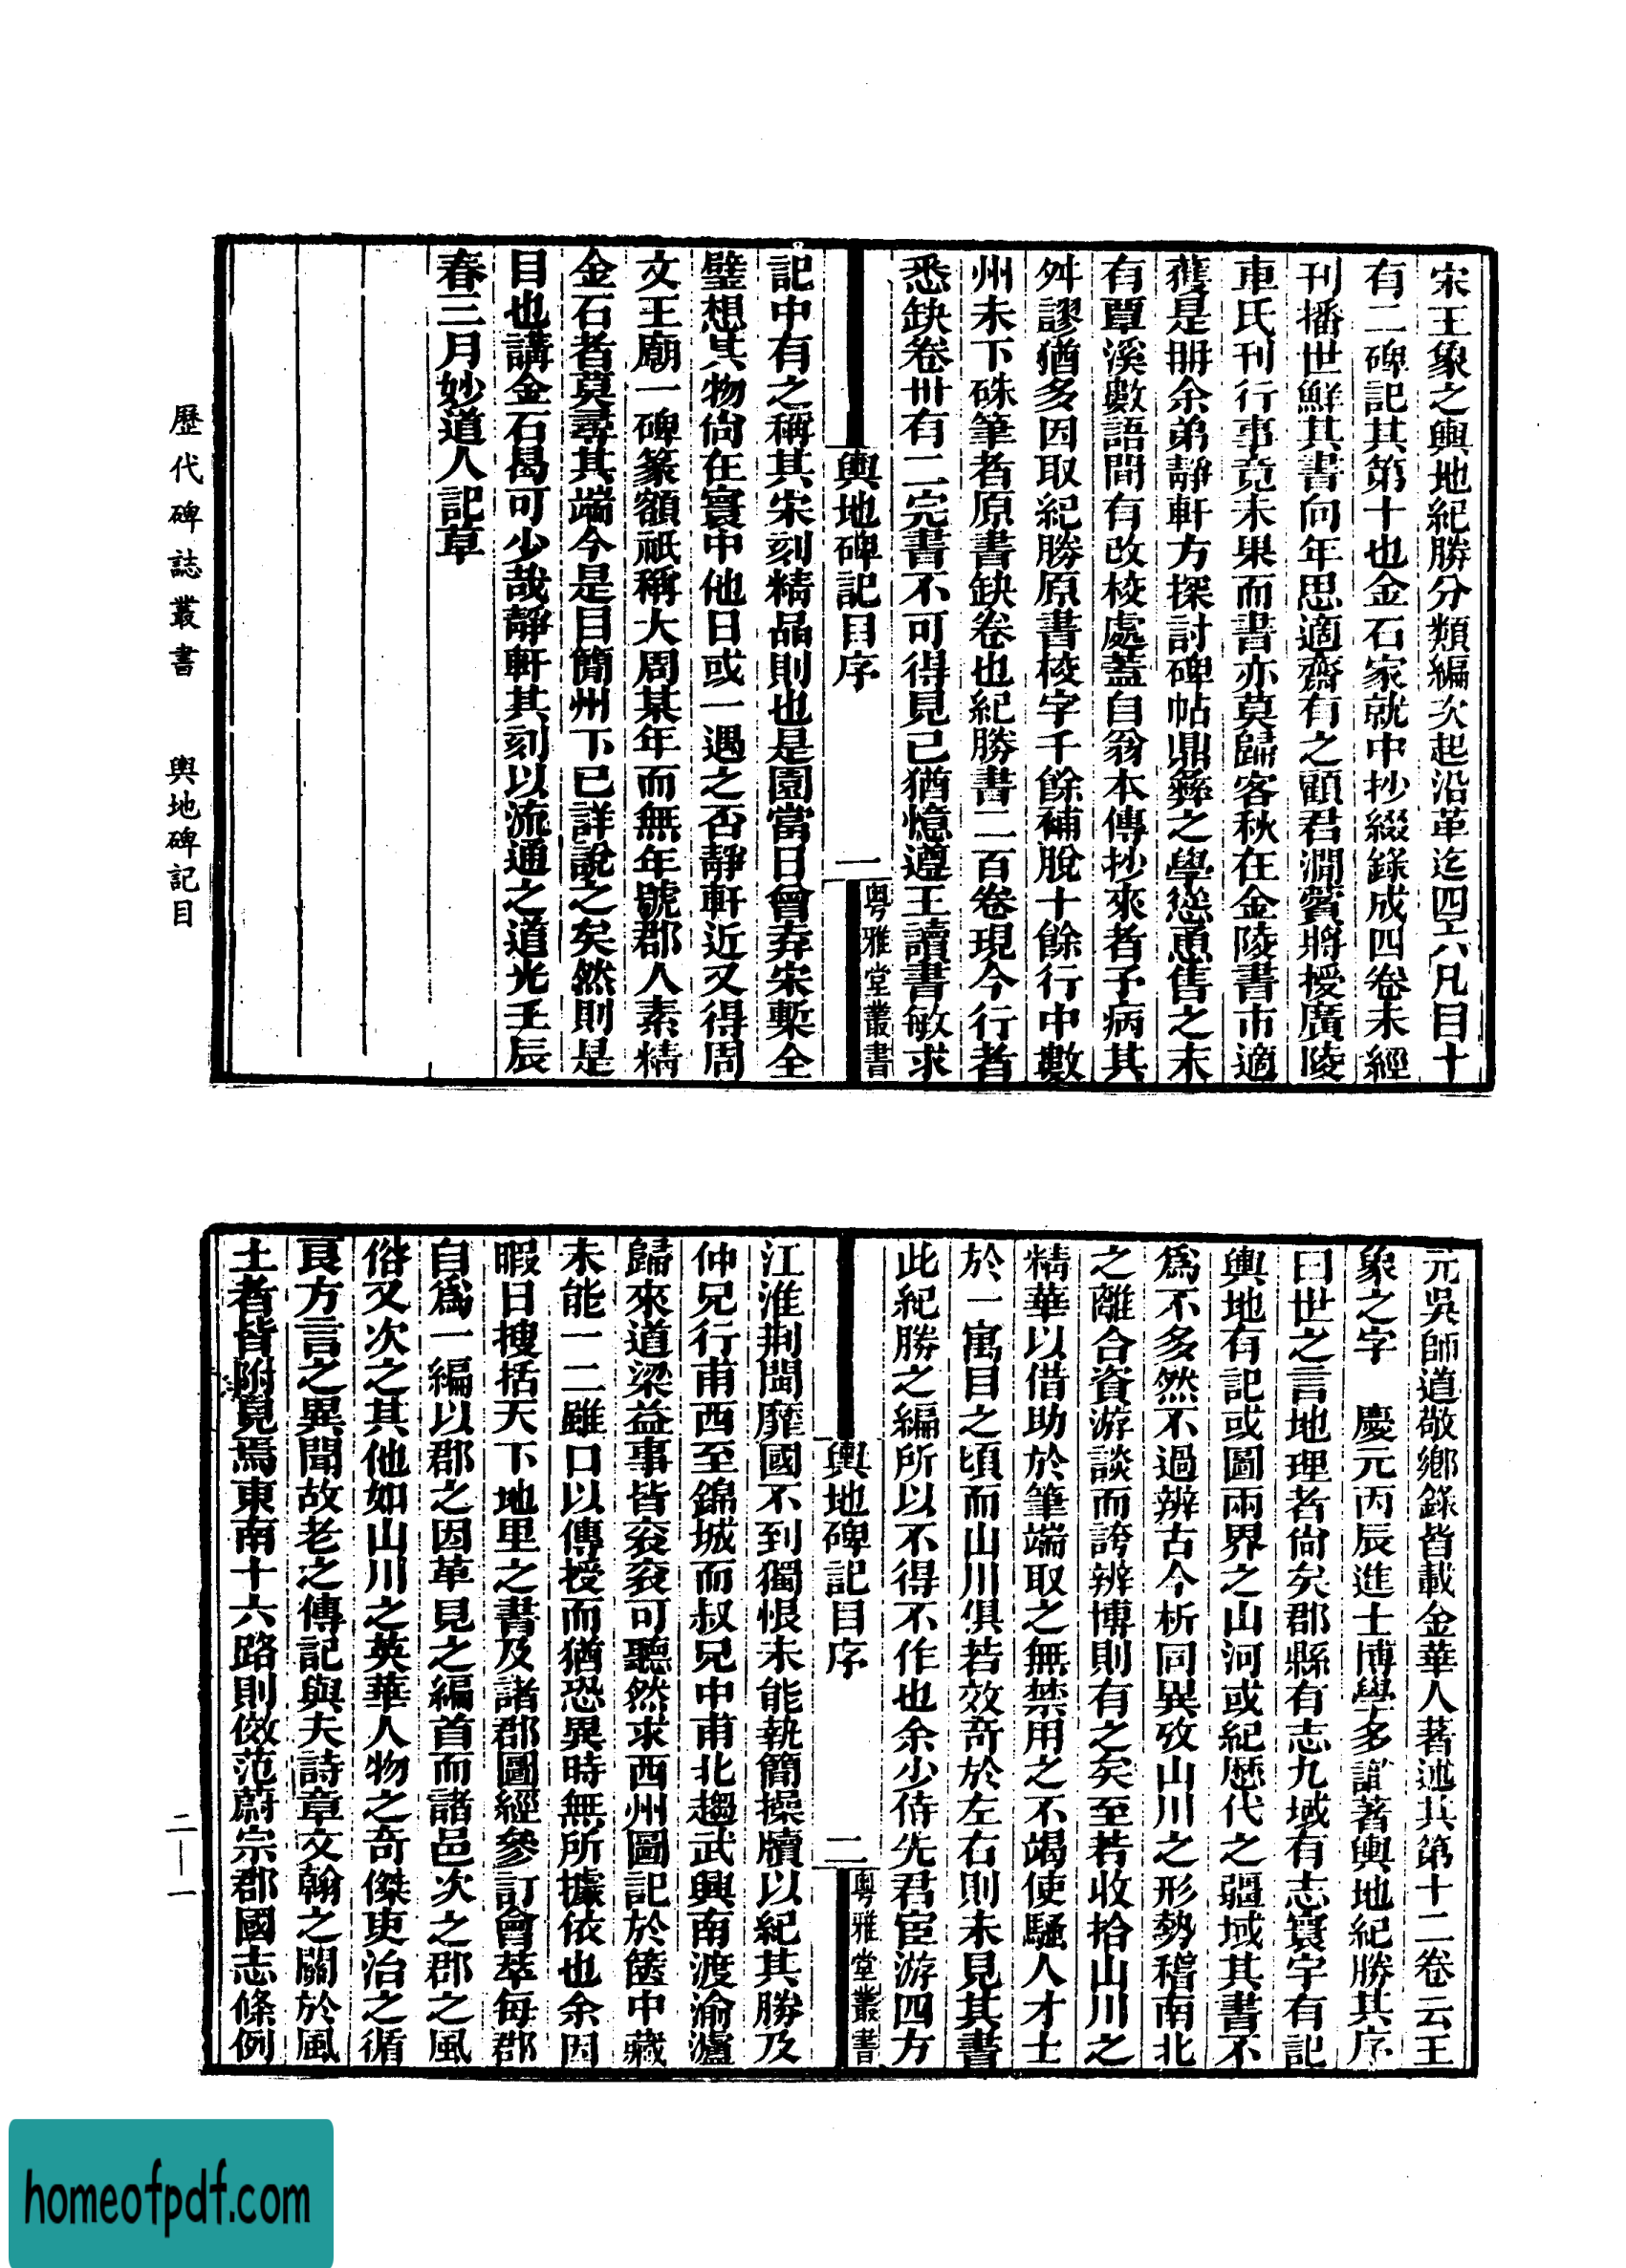 宋王象之輿地紀勝分類編次起沿革迄四六凡目十
有二碑記其第十也金石家就中抄綴錄成四卷未經
刊播世鮮其書向年思適齋有之顧君澗薲將授廣陵
車氏刊行事竟未果而書亦莫歸客秋在金陵書市適
獲是冊余弟靜軒方探討碑帖鼎彝之學慫恿售之末
有覃溪數語間有改校處蓋自翁本傳抄來者予病其
舛謬猶多因取紀勝原書校字千餘補脫十餘行中數
州未下硃筆者原書缺卷也紀勝書二百卷現今行者
悉缺卷卅有二完書不可得見已猶憶遵王讀書敏求
輿地碑記目序
一
粵雅堂叢書
記中有之稱其宋刻精品則也是園當日曾弆宋槧全
璧想其物尙在寰中他日或一遇之否靜軒近又得周
文王廟一碑篆額祇稱大周某年而無年號郡人素精
金石者莫尋其端今是目簡州下已詳說之矣然則是
目也講金石曷可少哉靜軒其刻以流通之道光壬辰
春三月妙道人記草
歷代碑誌叢書
輿地碑記目
元吳師道敬鄉錄皆載金華人著述其第十二卷云王
象之字　慶元丙辰進士博學多識著輿地紀勝其序
曰世之言地理者尙矣郡縣有志九域有志寰宇有記
輿地有記或圖兩界之山河或紀歷代之疆域其書不
爲不多然不過辨古今析同異攷山川之形勢稽南北
之離合資游談而誇辨博則有之矣至若收拾山川之
精華以借助於筆端取之無禁用之不竭使騷人才士
於一寓目之頃而山川俱若效奇於左右則未見其書
此紀勝之編所以不得不作也余少侍先君宦游四方
輿地碑記目序
二
粵雅堂叢書
江淮荆閩靡國不到獨恨未能執簡操牘以紀其勝及
仲兄行甫西至錦城而叔兄中甫北趨武興南渡渝瀘
歸來道梁益事皆袞袞可聽然求西州圖記於篋中藏
未能一二雖口以傳授而猶恐異時無所據依也余因
暇日搜括天下地里之書及諸郡圖經參訂會萃每郡
自爲一編以郡之因革見之編首而諸邑次之郡之風
俗又次之其他如山川之英華人物之奇傑吏治之循
良方言之異聞故老之傳記與夫詩章文翰之關於風
土者皆附見焉東南十六路則倣范蔚宗郡國志條例
二—一
homeofpdf.com